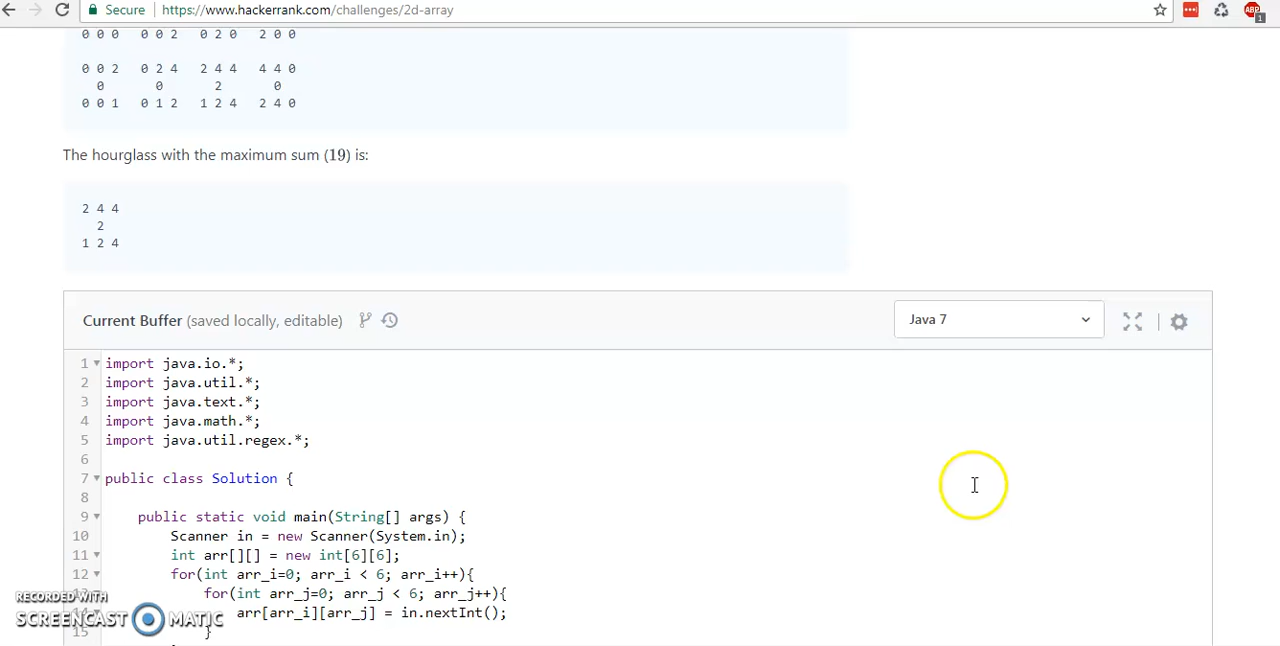 Secure https://www.hackerrank.com/challenges/2d-array
ABP
1
0 0 0 0 0 2 0 2 0 2 0 0
0 0 2 0 2 4 2 4 4 4 4 0
0 0 2 0
0 0 1 0 1 2 1 2 4 2 4 0
The hourglass with the maximum sum (19) is:
2 4 4
2
1 2 4
Current Buffer (saved locally, editable)
Java 7
1 import java.io.*;
2 import java.util.*;
3 import java.text.*;
4 import java.math.*;
5 import java.util.regex.*;
6
7 public class Solution {
8
9 public static void main(String[] args) {
10 Scanner in = new Scanner(System.in);
11 int arr[][] = new int[6][6];
12 for(int arr_i=0; arr_i < 6; arr_i++){
for(int arr_j=0; arr_j < 6; arr_j++){
arr[arr_i][arr_j] = in.nextInt();
15 }
RECORDED WITH
SCREENCAST MATIC